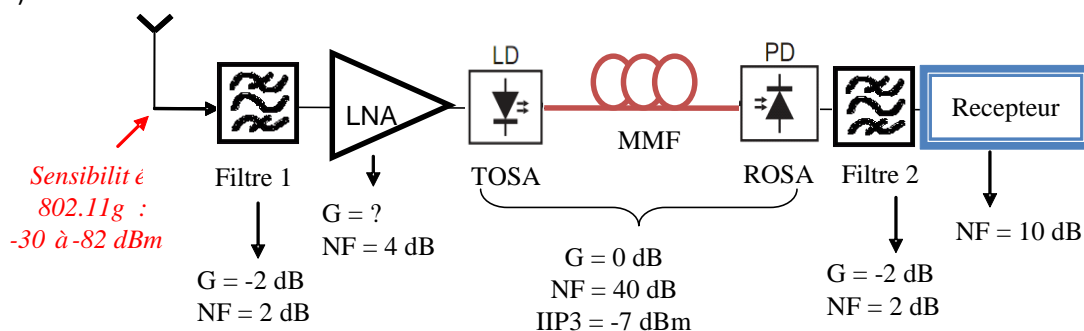 LD
PD
LNA
MMF
Recepteur
Sensibilité
802.11g :
-30 à -82 dBm
Filtre 1
TOSA
ROSA
Filtre 2
G = ?
NF = 4 dB
NF = 10 dB
G = -2 dB
NF = 2 dB
G = 0 dB
NF = 40 dB
IIP3 = -7 dBm
G = -2 dB
NF = 2 dB